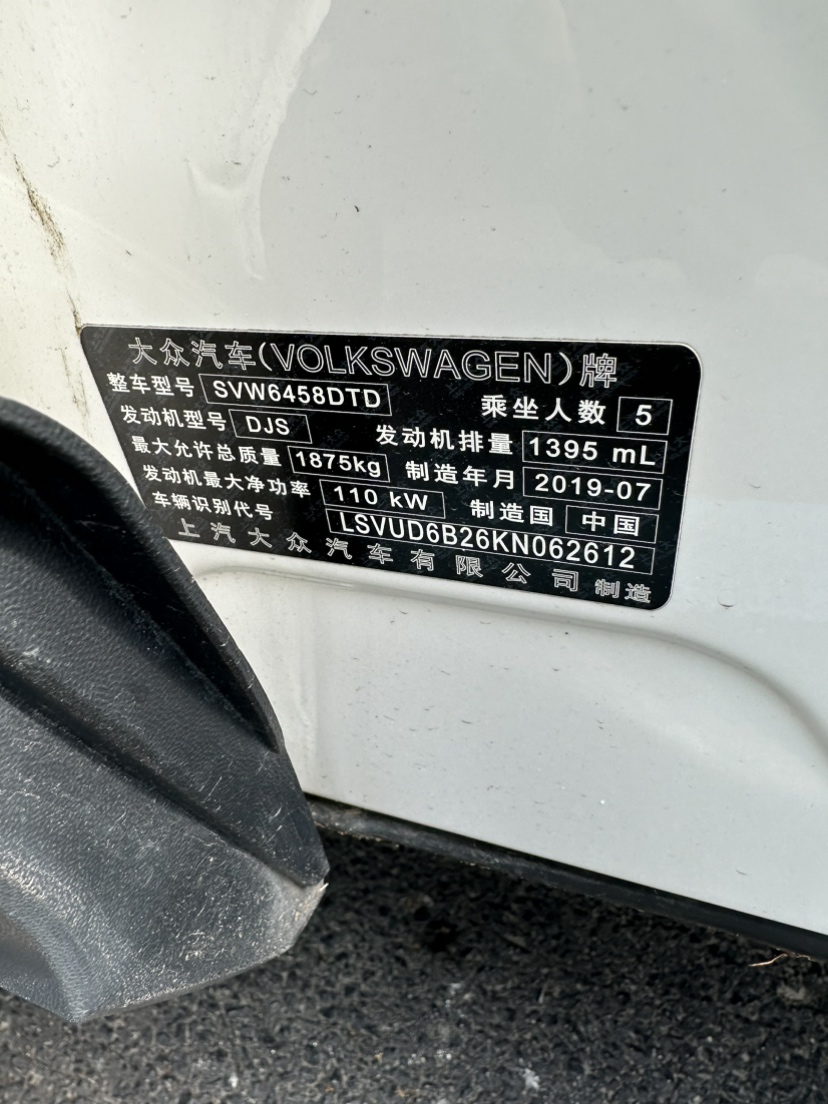 大众汽车(VOLKSWAGEN)牌
整车型号 SVW6458DTD 乘坐人数 5
发动机型号 DJS 发动机排量 1395 mL
最大允许总质量 1875kg 制造年月 2019-07
发动机最大净功率 110 kW 制造国 中国
车辆识别代号 LSVUD6B26KN062612
上汽大众汽车有限公司 制造